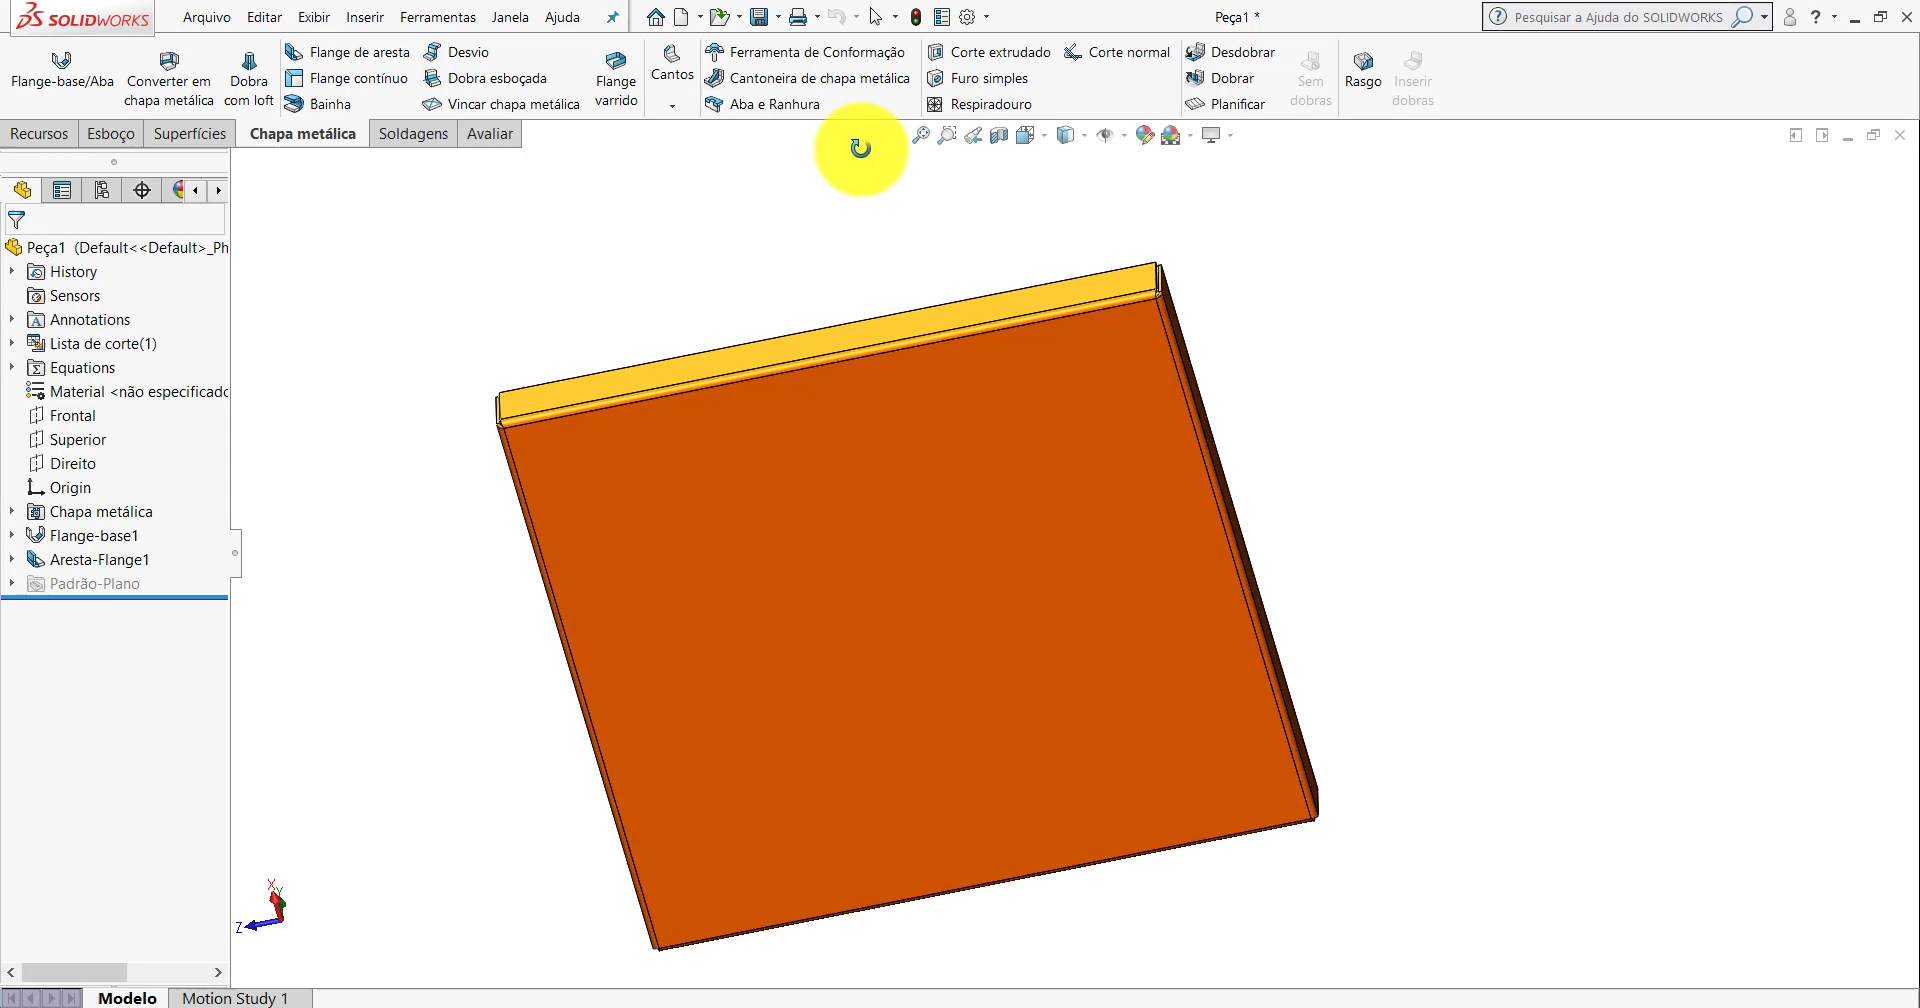 SOLIDWORKS
Arquivo Editar Exibir Inserir Ferramentas Janela Ajuda
Peça1 *
Pesquisar a Ajuda do SOLIDWORKS
?
Flange-base/Aba
Converter em
chapa metálica
Dobra
com loft
Flange de aresta
Flange contínuo
Bainha
Desvio
Dobra esboçada
Vincar chapa metálica
Flange
varrido
Cantos
Ferramenta de Conformação
Cantoneira de chapa metálica
Aba e Ranhura
Corte extrudado
Furo simples
Respiradouro
Corte normal
Desdobrar
Dobrar
Planificar
Sem
dobras
Rasgo
Inserir
dobras
Recursos Esboço Superfícies Chapa metálica Soldagens Avaliar
Peça1 (Default<<Default>_Ph
History
Sensors
Annotations
Lista de corte(1)
Equations
Material <não especificado
Frontal
Superior
Direito
Origin
Chapa metálica
Flange-base1
Aresta-Flange1
Padrão-Plano
X
Y
Z
Modelo Motion Study 1